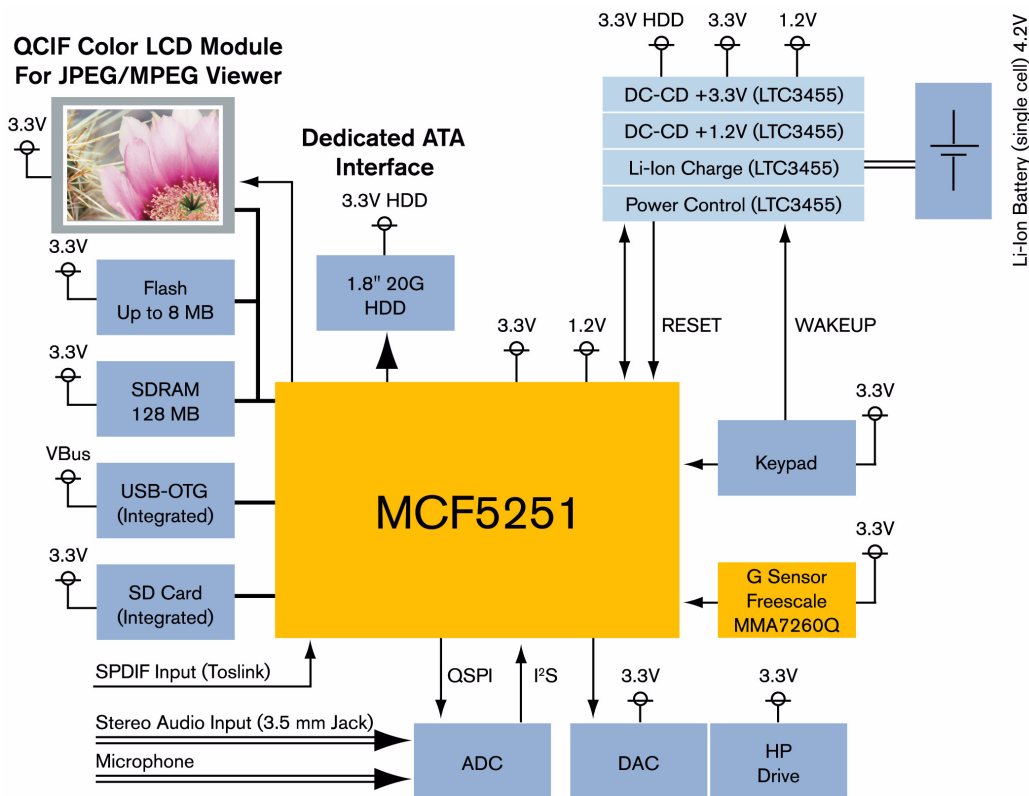 QCIF Color LCD Module
For JPEG/MPEG Viewer
3.3V
Dedicated ATA
Interface
3.3V HDD
1.8" 20G
HDD
3.3V HDD
3.3V
1.2V
DC-CD +3.3V (LTC3455)
DC-CD +1.2V (LTC3455)
Li-Ion Charge (LTC3455)
Power Control (LTC3455)
Li-Ion Battery (single cell) 4.2V
3.3V
Flash
Up to 8 MB
3.3V
SDRAM
128 MB
VBus
USB-OTG
(Integrated)
3.3V
SD Card
(Integrated)
3.3V
1.2V
RESET
WAKEUP
MCF5251
3.3V
Keypad
3.3V
G Sensor
Freescale
MMA7260Q
SPDIF Input (Toslink)
QSPI
I²S
Stereo Audio Input (3.5 mm Jack)
Microphone
ADC
3.3V
DAC
3.3V
HP
Drive